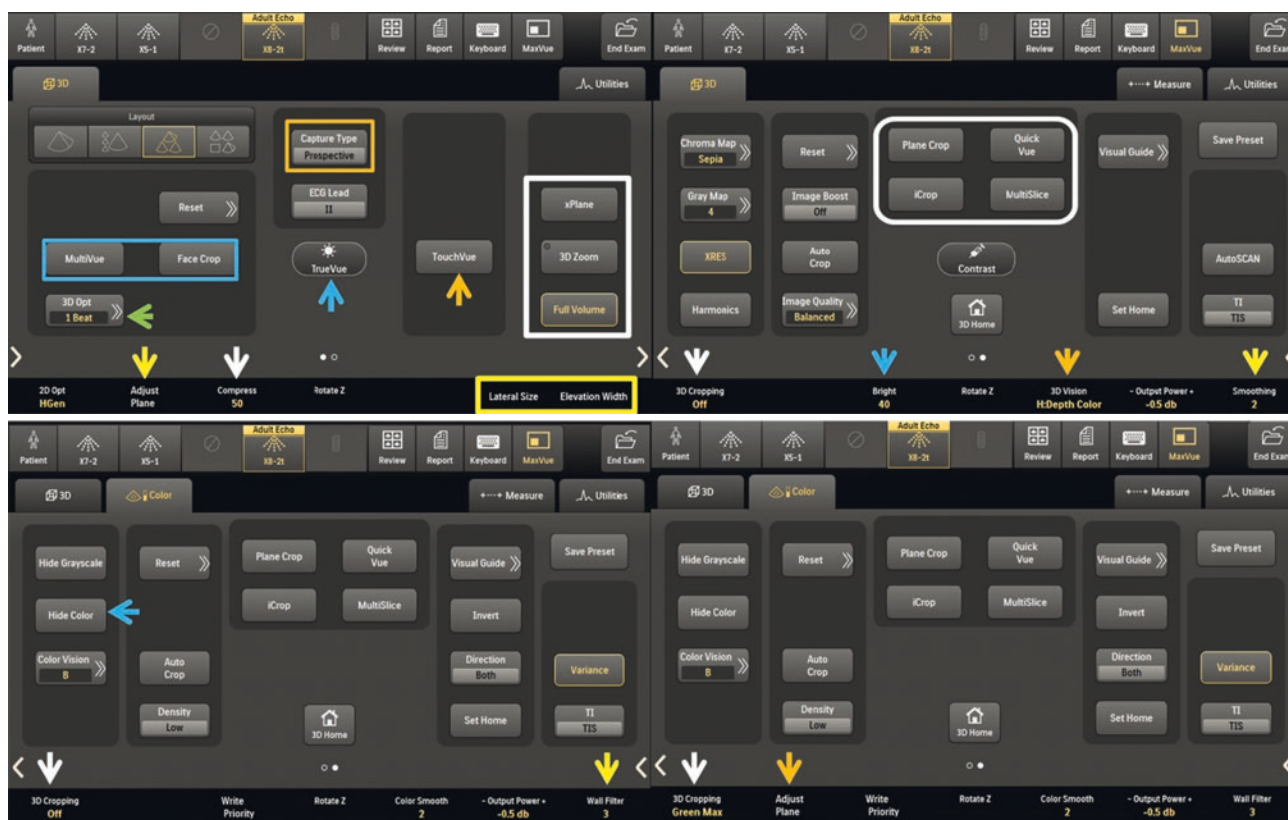 Adult Echo
Patient X7-2 X5-1 X8-2t Review Report Keyboard MaxVue End Exam
3D Utilities
Layout
Capture Type
Prospective
ECG Lead
II
Reset
xPlane
MultiVue Face Crop TrueVue TouchVue 3D Zoom
3D Opt
1 Beat
Full Volume
2D Opt Adjust Compress Rotate Z Lateral Size Elevation Width
HGen Plane 50
Adult Echo
Patient X7-2 X5-1 X8-2t Review Report Keyboard MaxVue End Exam
3D Measure Utilities
Chroma Map Reset Plane Crop Quick Visual Guide Save Preset
Sepia Vue
Gray Map Image Boost iCrop MultiSlice
4 Off
XRES Auto Contrast AutoSCAN
Crop
Harmonics Image Quality 3D Home Set Home TI
Balanced TIS
3D Cropping Bright Rotate Z 3D Vision - Output Power + Smoothing
Off 40 H:Depth Color -0.5 db 2
Adult Echo
Patient X7-2 X5-1 X8-2t Review Report Keyboard MaxVue End Exam
3D Color Measure Utilities
Hide Grayscale Reset Plane Crop Quick Visual Guide Save Preset
Vue
Hide Color iCrop MultiSlice Invert
Color Vision Auto Direction Variance
B Crop Both
Density 3D Home Set Home TI
Low TIS
3D Cropping Write Rotate Z Color Smooth - Output Power + Wall Filter
Off Priority 2 -0.5 db 3
Adult Echo
Patient X7-2 X5-1 X8-2t Review Report Keyboard MaxVue End Exam
3D Color Measure Utilities
Hide Grayscale Reset Plane Crop Quick Visual Guide Save Preset
Vue
Hide Color iCrop MultiSlice Invert
Color Vision Auto Direction Variance
B Crop Both
Density 3D Home Set Home TI
Low TIS
3D Cropping Adjust Write Rotate Z Color Smooth - Output Power + Wall Filter
Green Max Plane Priority 2 -0.5 db 3